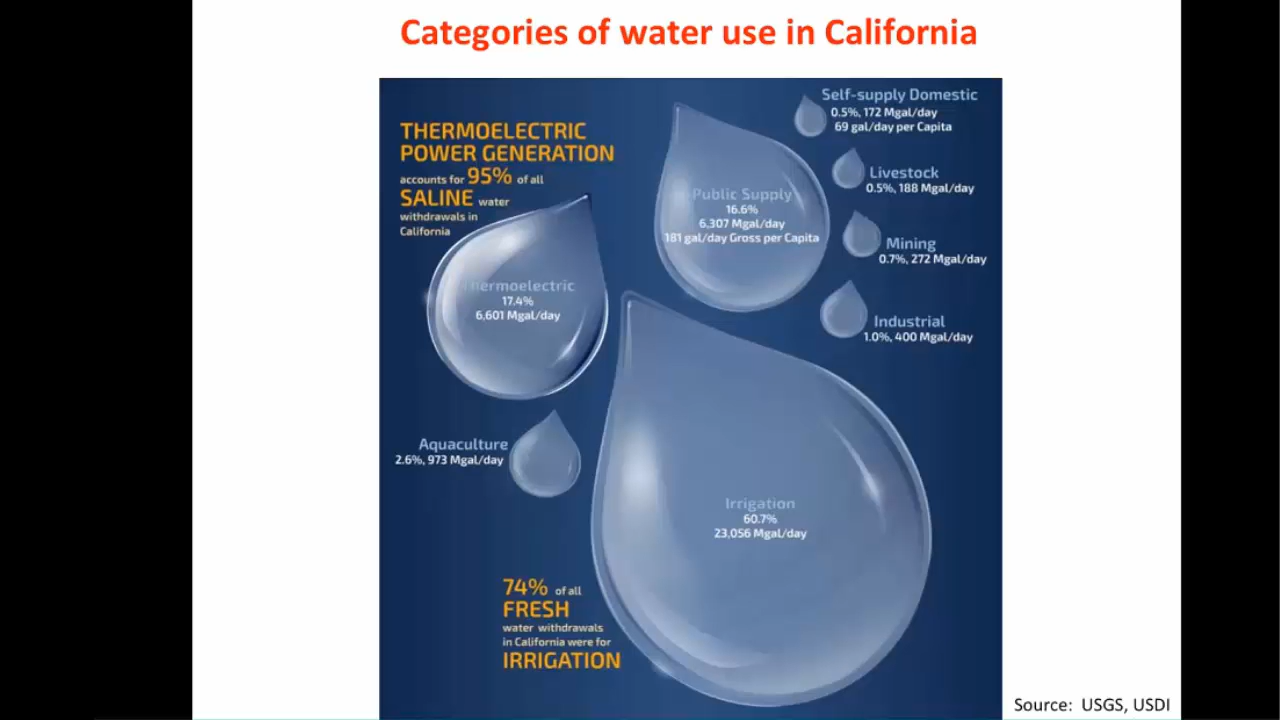 Categories of water use in California
THERMOELECTRIC
POWER GENERATION
accounts for 95% of all
SALINE water
withdrawals in
California
Thermoelectric
17.4%
6,601 Mgal/day
Public Supply
16.6%
6,307 Mgal/day
181 gal/day Gross per Capita
Self-supply Domestic
0.5%, 172 Mgal/day
69 gal/day per Capita
Livestock
0.5%, 188 Mgal/day
Mining
0.7%, 272 Mgal/day
Industrial
1.0%, 400 Mgal/day
Aquaculture
2.6%, 973 Mgal/day
Irrigation
60.7%
23,056 Mgal/day
74% of all
FRESH
water withdrawals
in California were for
IRRIGATION
Source: USGS, USDI